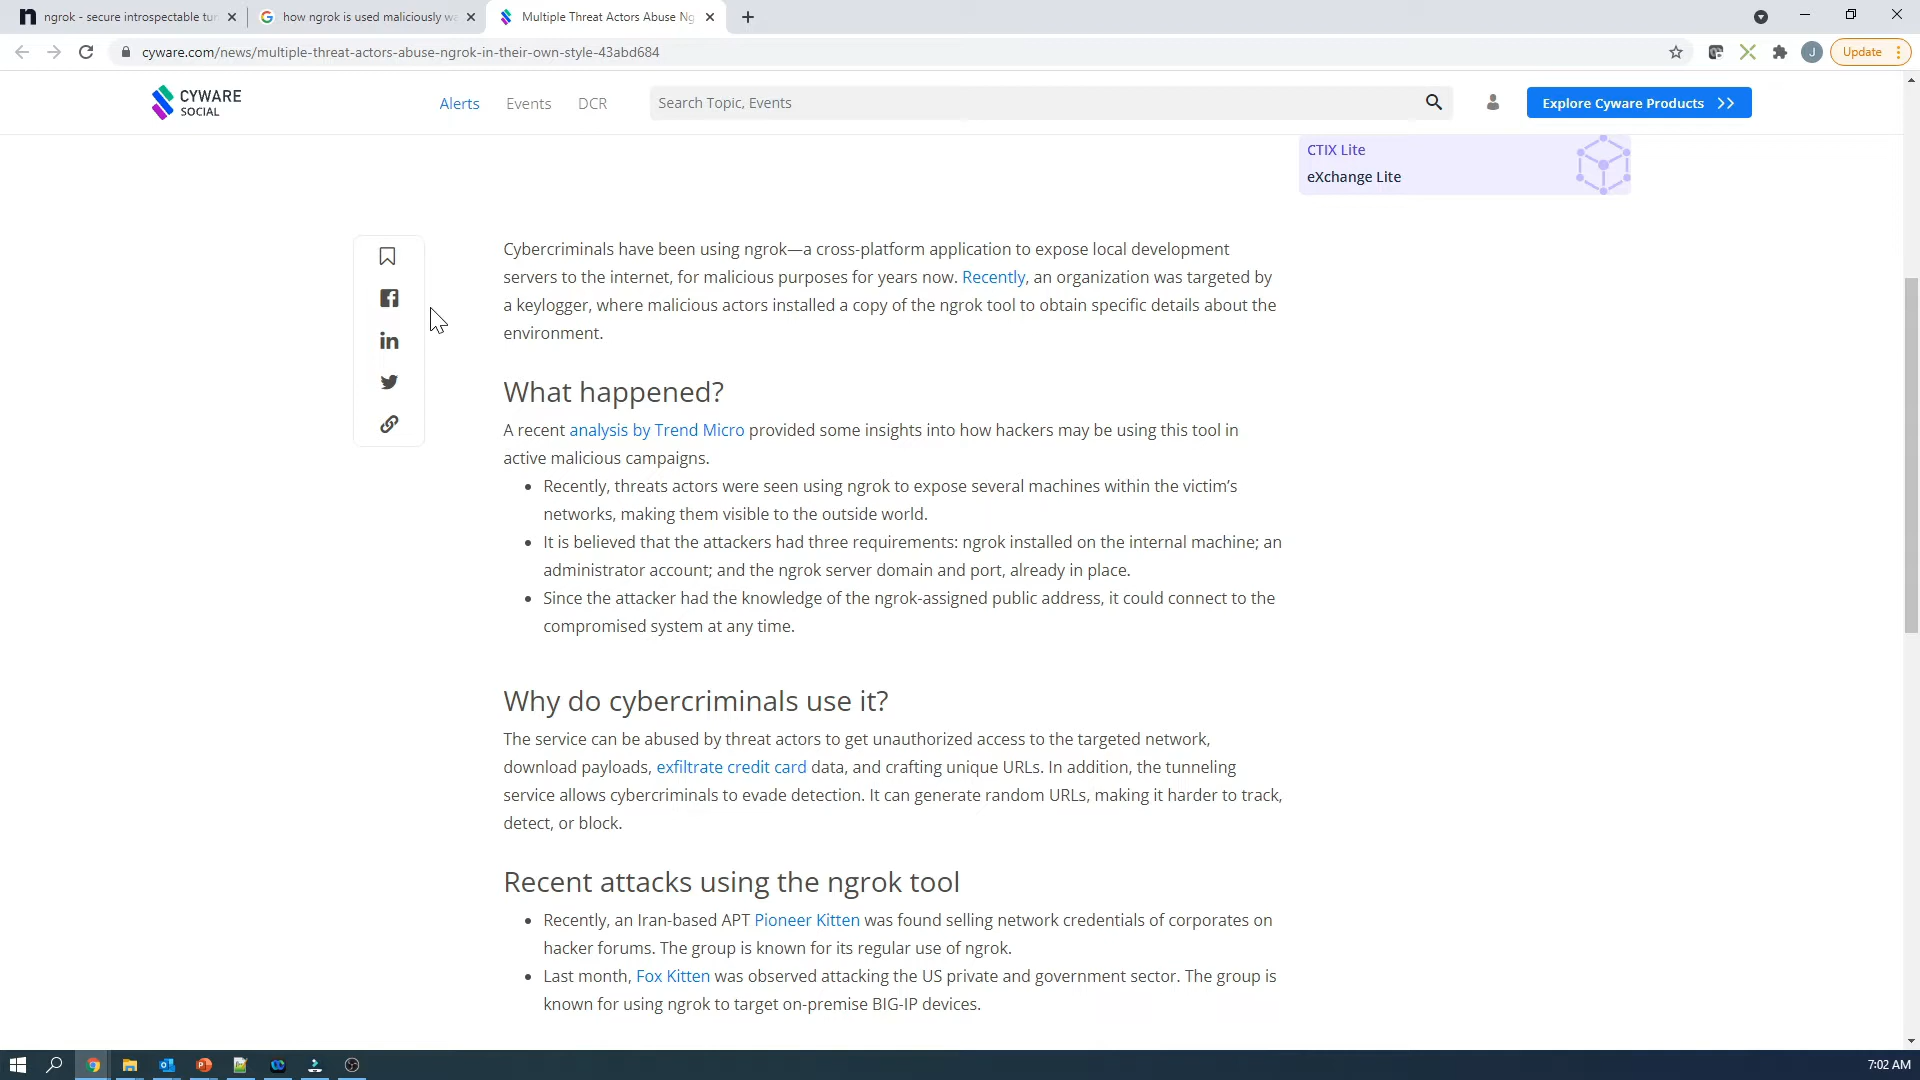 ngrok - secure introspectable tu
how ngrok is used maliciously w
Multiple Threat Actors Abuse Ng
cyware.com/news/multiple-threat-actors-abuse-ngrok-in-their-own-style-43abd684
J
Update
CYWARE
SOCIAL
Alerts
Events
DCR
Search Topic, Events
Explore Cyware Products
CTIX Lite
eXchange Lite
Cybercriminals have been using ngrok—a cross-platform application to expose local development
servers to the internet, for malicious purposes for years now. Recently, an organization was targeted by
a keylogger, where malicious actors installed a copy of the ngrok tool to obtain specific details about the
environment.
What happened?
A recent analysis by Trend Micro provided some insights into how hackers may be using this tool in
active malicious campaigns.
• Recently, threats actors were seen using ngrok to expose several machines within the victim’s
networks, making them visible to the outside world.
• It is believed that the attackers had three requirements: ngrok installed on the internal machine; an
administrator account; and the ngrok server domain and port, already in place.
• Since the attacker had the knowledge of the ngrok-assigned public address, it could connect to the
compromised system at any time.
Why do cybercriminals use it?
The service can be abused by threat actors to get unauthorized access to the targeted network,
download payloads, exfiltrate credit card data, and crafting unique URLs. In addition, the tunneling
service allows cybercriminals to evade detection. It can generate random URLs, making it harder to track,
detect, or block.
Recent attacks using the ngrok tool
• Recently, an Iran-based APT Pioneer Kitten was found selling network credentials of corporates on
hacker forums. The group is known for its regular use of ngrok.
• Last month, Fox Kitten was observed attacking the US private and government sector. The group is
known for using ngrok to target on-premise BIG-IP devices.
7:02 AM